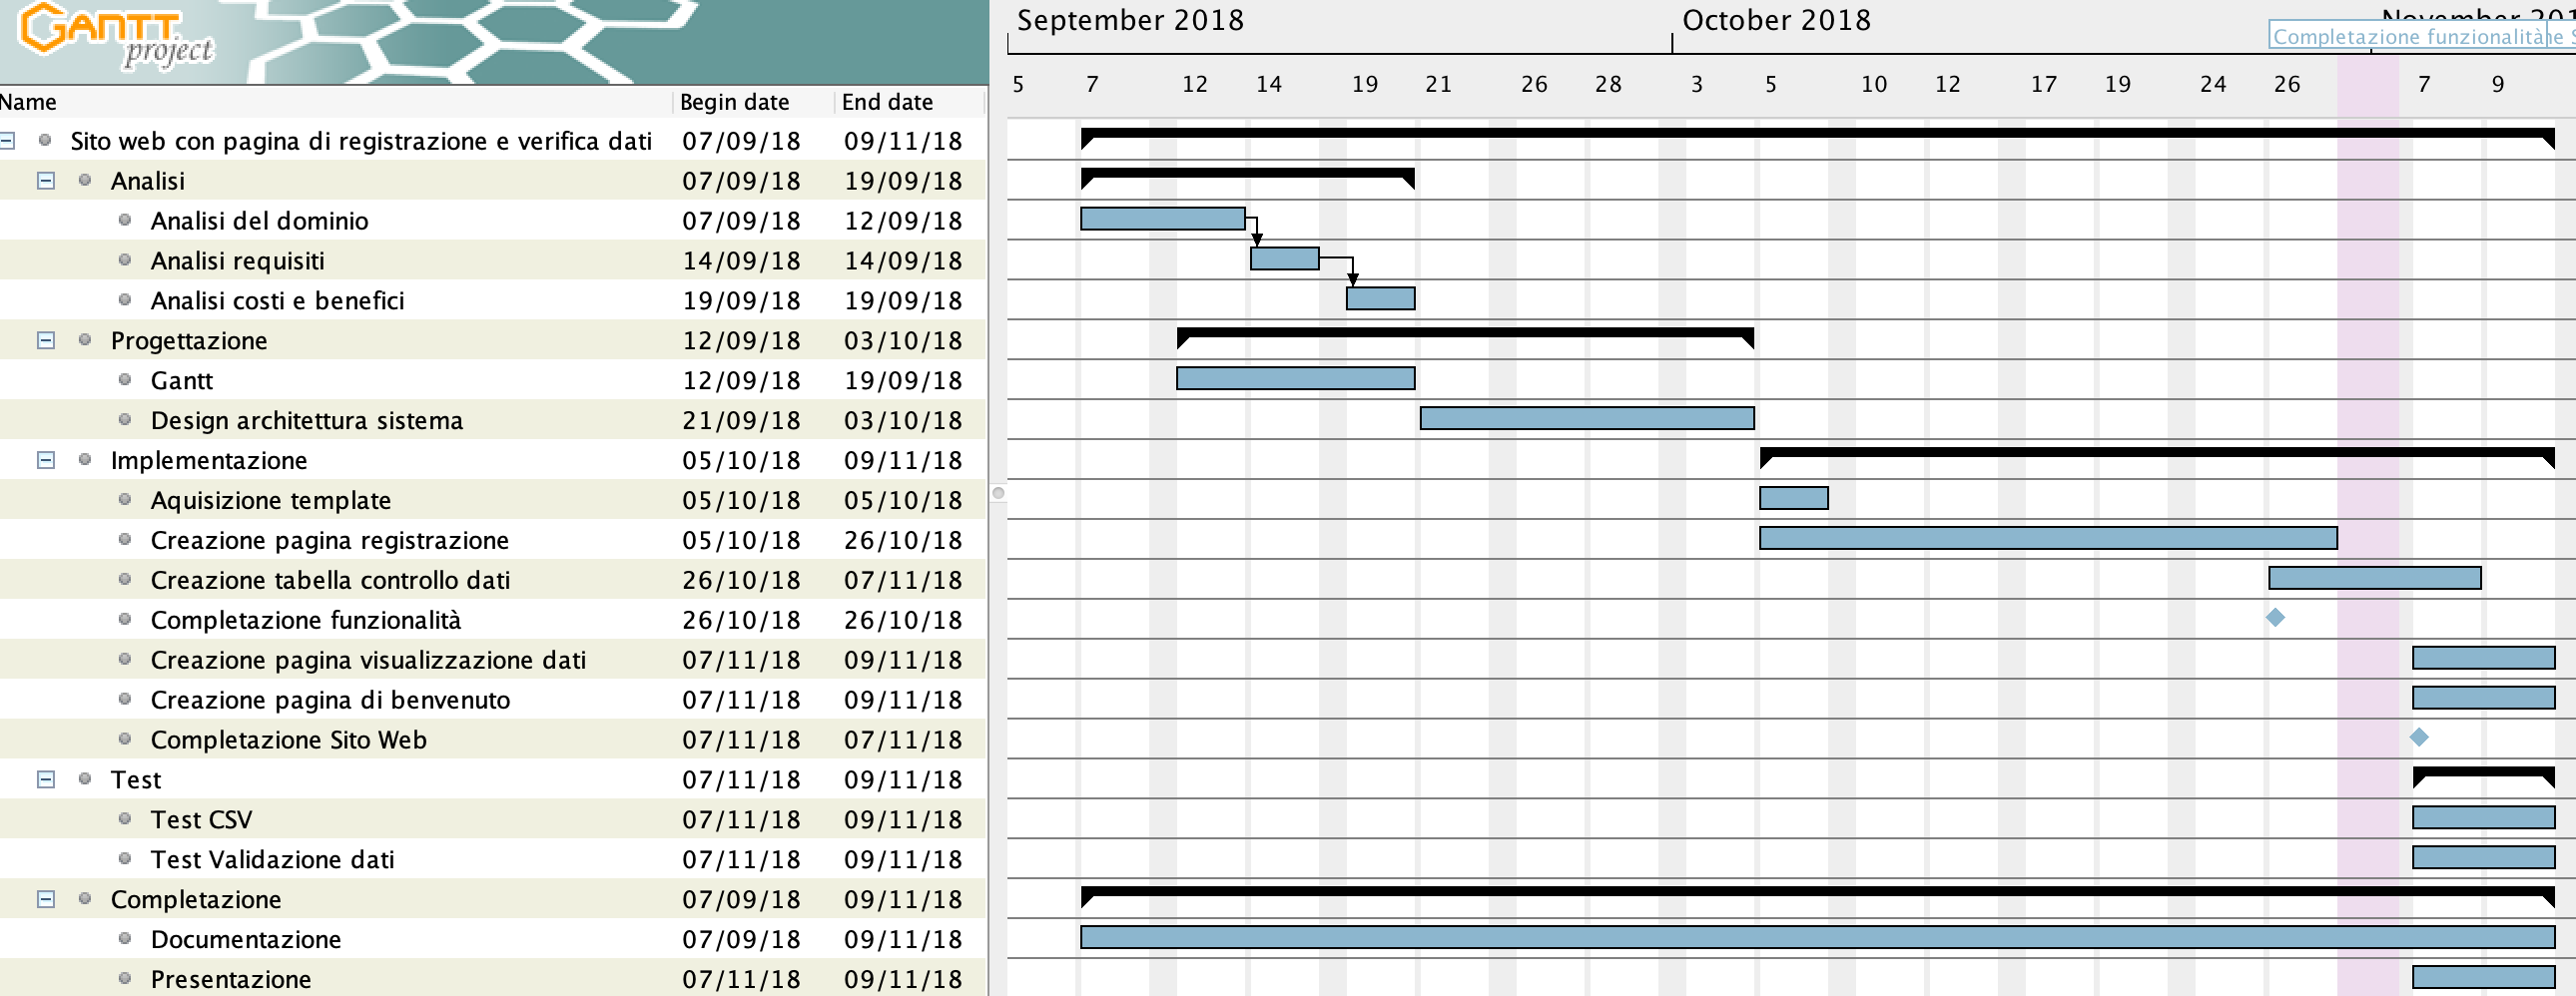 GANTT
project
September 2018 October 2018
Completazione funzionalità
5 7 12 14 19 21 26 28 3 5 10 12 17 19 24 26 7 9
Name Begin date End date
Sito web con pagina di registrazione e verifica dati 07/09/18 09/11/18
Analisi 07/09/18 19/09/18
Analisi del dominio 07/09/18 12/09/18
Analisi requisiti 14/09/18 14/09/18
Analisi costi e benefici 19/09/18 19/09/18
Progettazione 12/09/18 03/10/18
Gantt 12/09/18 19/09/18
Design architettura sistema 21/09/18 03/10/18
Implementazione 05/10/18 09/11/18
Aquisizione template 05/10/18 05/10/18
Creazione pagina registrazione 05/10/18 26/10/18
Creazione tabella controllo dati 26/10/18 07/11/18
Completazione funzionalità 26/10/18 26/10/18
Creazione pagina visualizzazione dati 07/11/18 09/11/18
Creazione pagina di benvenuto 07/11/18 09/11/18
Completazione Sito Web 07/11/18 07/11/18
Test 07/11/18 09/11/18
Test CSV 07/11/18 09/11/18
Test Validazione dati 07/11/18 09/11/18
Completazione 07/09/18 09/11/18
Documentazione 07/09/18 09/11/18
Presentazione 07/11/18 09/11/18